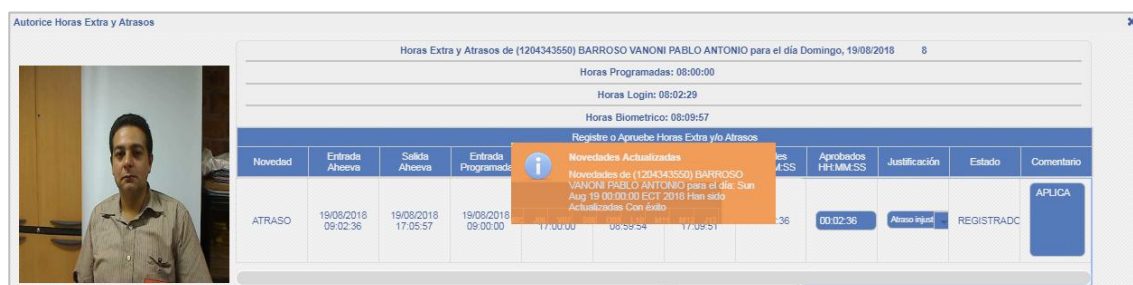 Autorice Horas Extra y Atrasos
Horas Extra y Atrasos de (1204343550) BARROSO VANONI PABLO ANTONIO para el día Domingo, 19/08/2018 8
Horas Programadas: 08:00:00
Horas Login: 08:02:29
Horas Biometrico: 08:09:57
Registre o Apruebe Horas Extra y/o Atrasos
Novedad Entrada Aheeva Salida Aheeva Entrada Programada Aprobados HH:MM:SS Justificación Estado Comentario
Novedades Actualizadas
Novedades de (1204343550) BARROSO
VANONI PABLO ANTONIO para el día: Sun
Aug 19 00:00:00 ECT 2018 Han sido
Actualizadas Con éxito
ATRASO 19/08/2018 09:02:36 19/08/2018 17:05:57 19/08/2018 09:00:00 17:00:00 08:59:54 17:09:51 :36 00:02:36 Atraso injust REGISTRADO APLICA